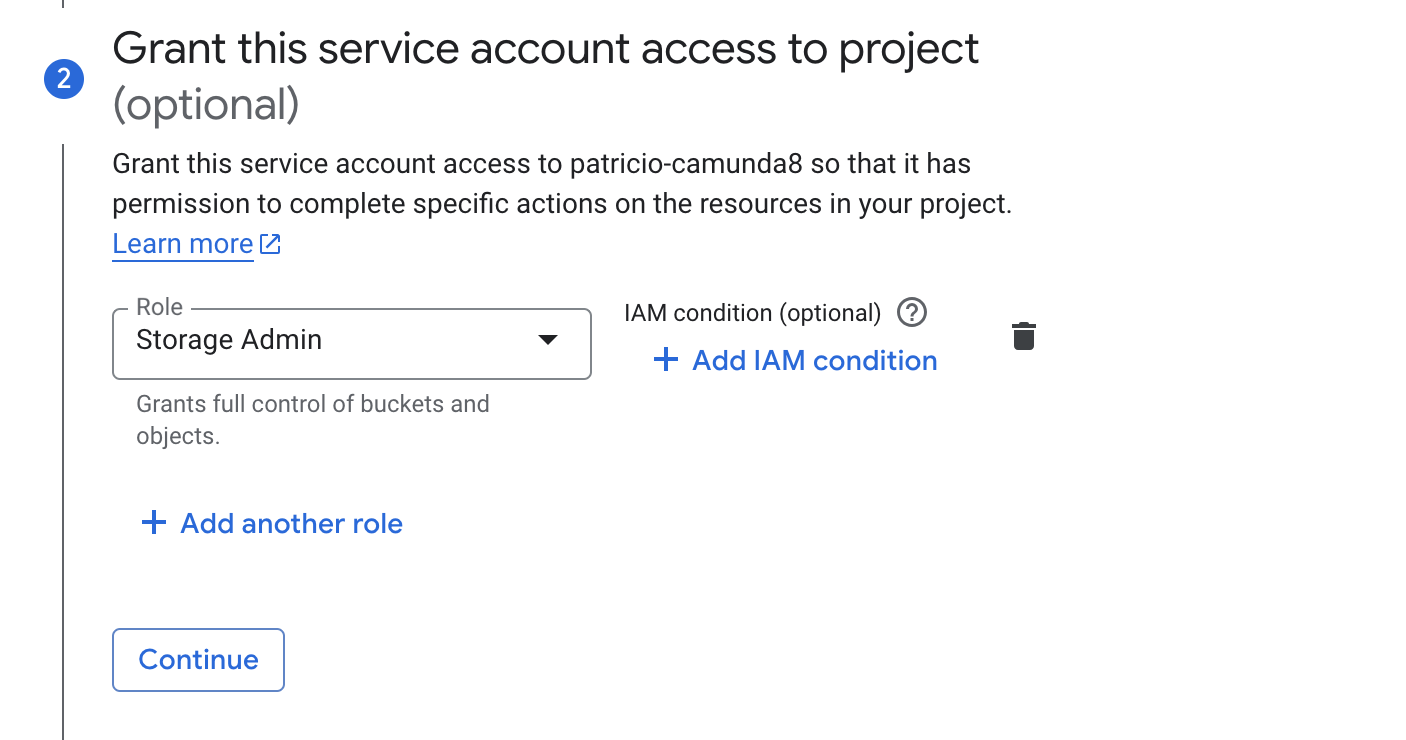 2
Grant this service account access to project
(optional)
Grant this service account access to patricio-camunda8 so that it has
permission to complete specific actions on the resources in your project.
Learn more
Role
Storage Admin
Grants full control of buckets and
objects.
IAM condition (optional) ?
+ Add IAM condition
+ Add another role
Continue